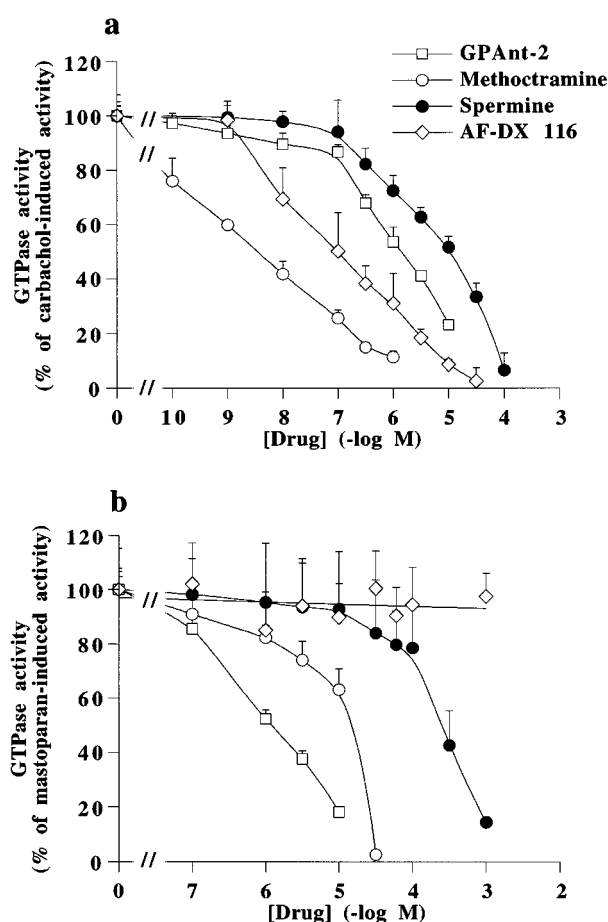 a
GPAnt-2
Methoctramine
Spermine
AF-DX 116
GTPase activity
(% of carbachol-induced activity)
120
100
80
60
40
20
0
//
//
//
0 10 9 8 7 6 5 4 3
[Drug] (-log M)
b
GTPase activity
(% of mastoparan-induced activity)
120
100
80
60
40
20
0
//
//
0 7 6 5 4 3 2
[Drug] (-log M)